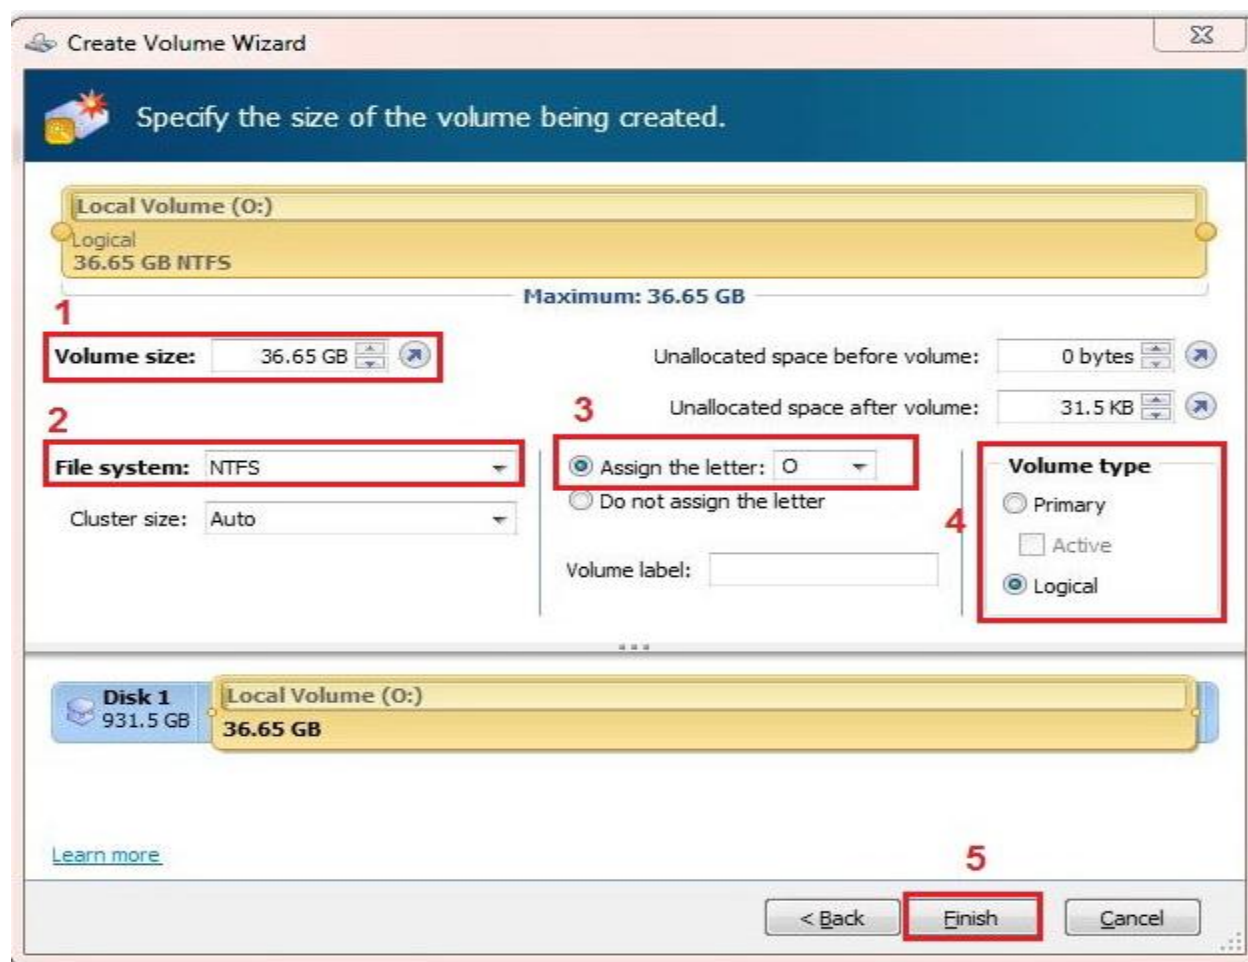 Create Volume Wizard
Specify the size of the volume being created.
Local Volume (O:)
Logical
36.65 GB NTFS
Maximum: 36.65 GB
1
Volume size: 36.65 GB
Unallocated space before volume: 0 bytes
Unallocated space after volume: 31.5 KB
2
File system: NTFS
Cluster size: Auto
3
Assign the letter: O
Do not assign the letter
Volume label:
4
Volume type
Primary
Active
Logical
Disk 1
931.5 GB
Local Volume (O:)
36.65 GB
Learn more
5
< Back
Finish
Cancel